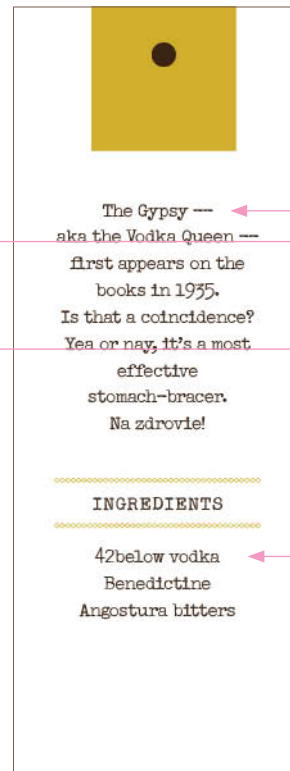 The Gypsy —
aka the Vodka Queen —
first appears on the
books in 1935.
Is that a coincidence?
Yea or nay, it's a most
effective
stomach-bracer.
Na zdrovie!
INGREDIENTS
42below vodka
Benedictine
Angostura bitters